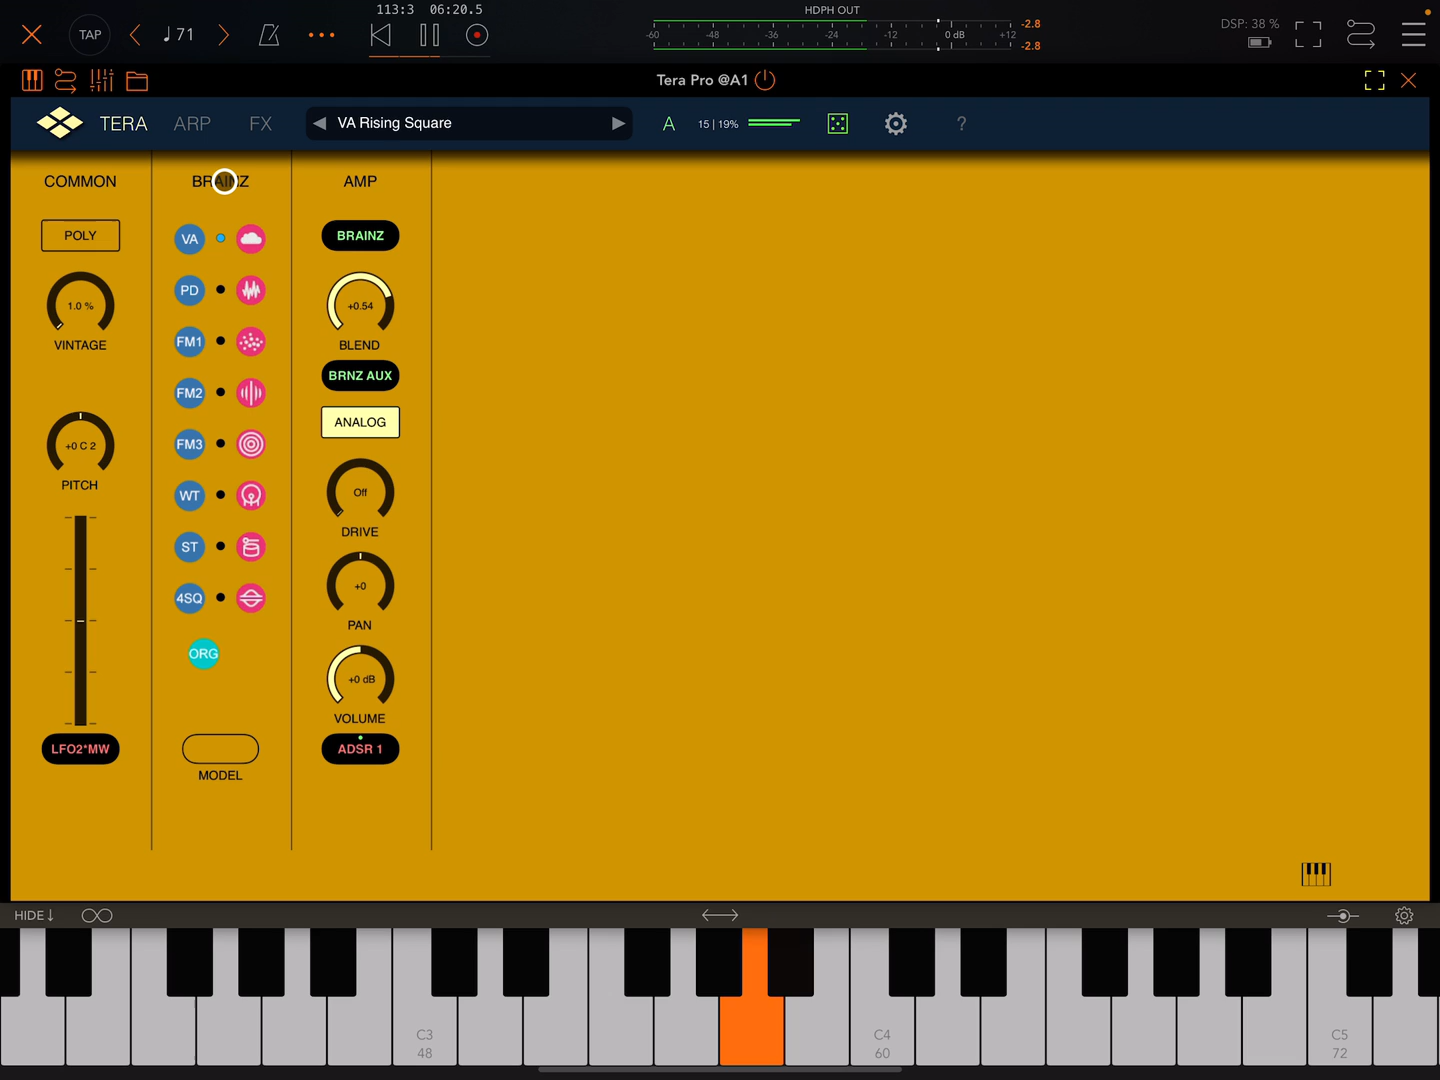 113:3 06:20.5
HDPH OUT
TAP
71
-60 -48 -36 -24 -12 0 dB +12
-2.8
-2.8
DSP: 38 %
Tera Pro @A1
TERA ARP FX
VA Rising Square
A
15 | 19%
?
COMMON
POLY
1.0 %
VINTAGE
+0 C 2
PITCH
LFO2*MW
BRAINZ
VA
PD
FM1
FM2
FM3
WT
ST
4SQ
ORG
MODEL
AMP
BRAINZ
+0.54
BLEND
BRNZ AUX
ANALOG
Off
DRIVE
+0
PAN
+0 dB
VOLUME
ADSR 1
HIDE↓
C3
48
C4
60
C5
72